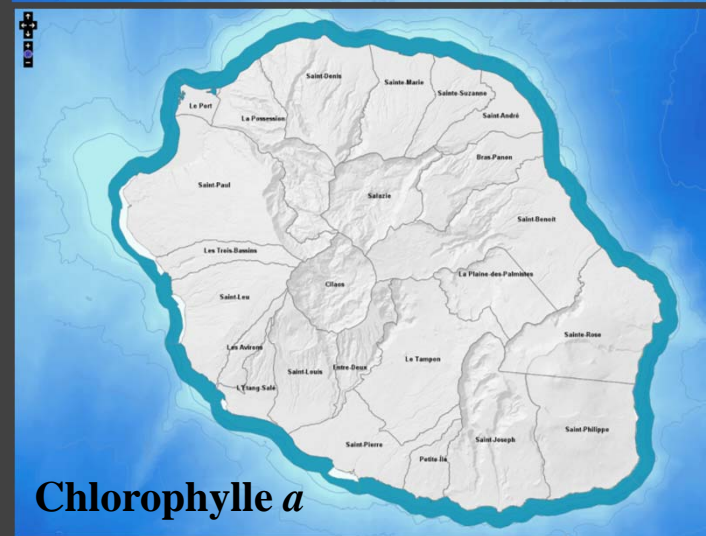 Saint-Denis
Sainte-Marie
Sainte-Suzanne
Le Port
La Possession
Saint-André
Bras-Panon
Saint-Paul
Salazie
Saint-Benoît
Les Trois-Bassins
La Plaine-des-Palmistes
Cilaos
Saint-Leu
Sainte-Rose
Les Avirons
Le Tampon
Saint-Louis
Entre-Deux
L'Étang-Salé
Saint-Philippe
Saint-Pierre
Saint-Joseph
Petite-Île
Chlorophylle a